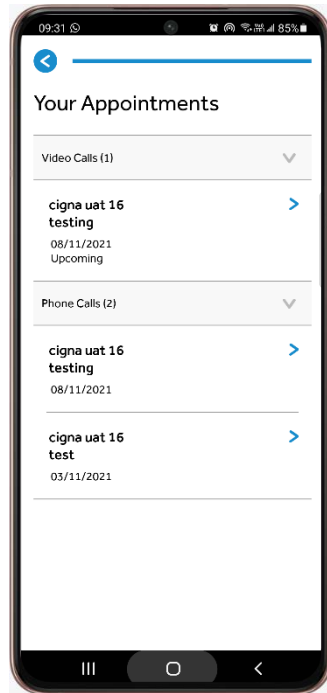 09:31 85%
Your Appointments
Video Calls (1)
cigna uat 16
testing
08/11/2021
Upcoming
Phone Calls (2)
cigna uat 16
testing
08/11/2021
cigna uat 16
test
03/11/2021